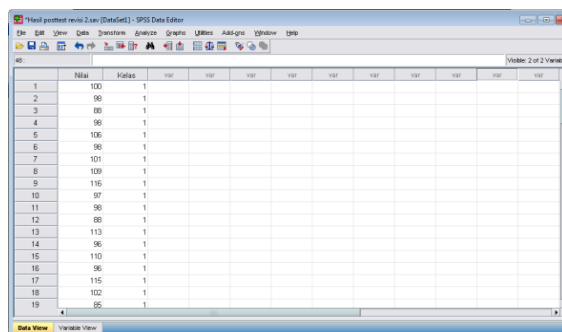 *Hasil posttest revisi 2.sav [DataSet1] - SPSS Data Editor
File Edit View Data Transform Analyze Graphs Utilities Add-ons Window Help
48 : Visible: 2 of 2 Variab
Nilai Kelas var var var var var var var var
1 100 1
2 98 1
3 88 1
4 98 1
5 106 1
6 98 1
7 101 1
8 109 1
9 116 1
10 97 1
11 98 1
12 88 1
13 113 1
14 96 1
15 110 1
16 96 1
17 115 1
18 102 1
19 85 1
Data View Variable View